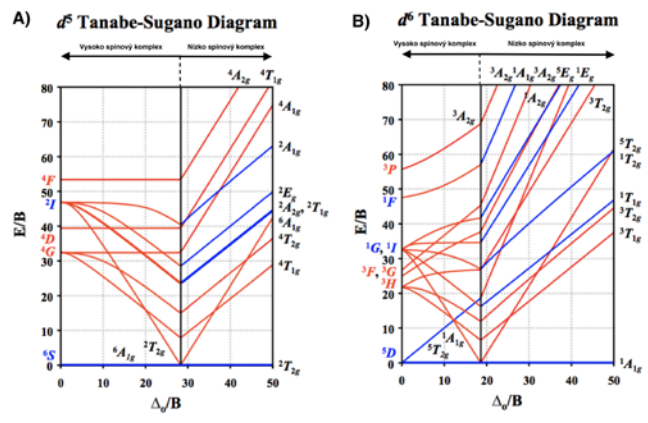 A) d⁵ Tanabe-Sugano Diagram
Vysoko spinový komplex
Nízko spinový komplex
⁴A₂g ⁴T₁g
⁴A₁g
²A₁g
²Eg
²A₂g, ²T₁g
⁶A₁g
⁴T₂g
⁴T₁g
²T₂g
80
70
60
50
40
30
20
10
0
E/B
⁴F
²I
⁴D
⁴G
⁶S
⁶A₁g
²T₂g
0 10 20 30 40 50
Δₒ/B
B) d⁶ Tanabe-Sugano Diagram
Vysoko spinový komplex
Nízko spinový komplex
³A₂g ¹A₁g ³A₂g ⁵Eg ¹Eg
¹A₂g
³T₂g
³A₂g
⁵T₂g
¹T₂g
¹T₁g
³T₂g
³T₁g
¹A₁g
80
70
60
50
40
30
20
10
0
E/B
³P
¹F
¹G, ¹I
³F, ³G
³H
⁵D
¹A₁g
⁵T₂g
0 10 20 30 40 50
Δₒ/B